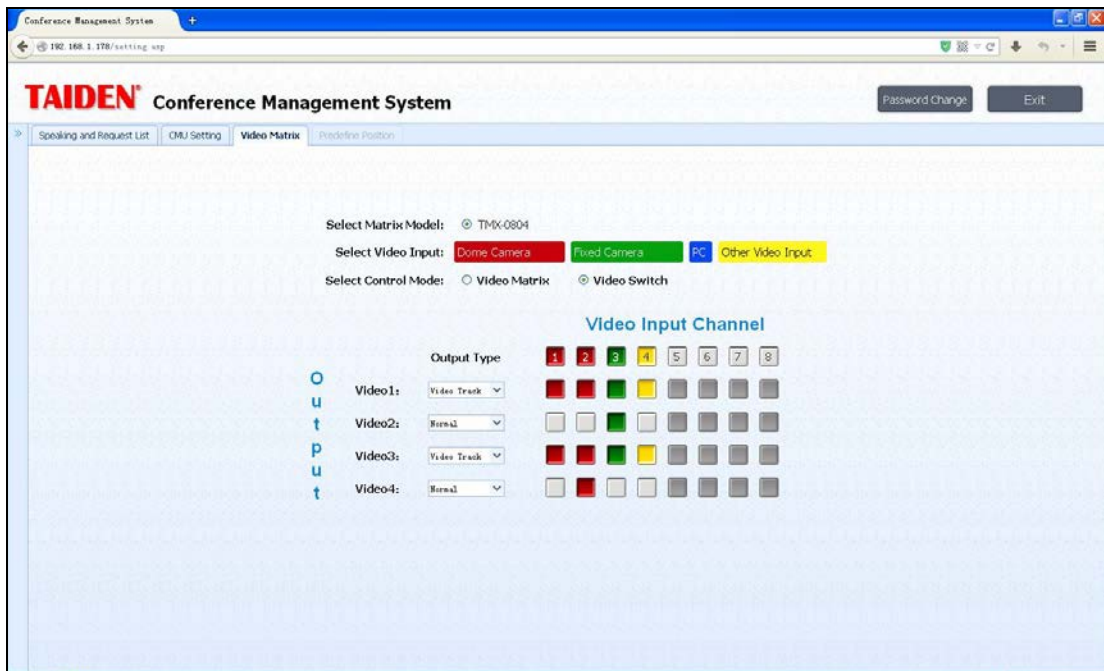 Conference Management System +
192.168.1.178/setting.asp
TAIDEN® Conference Management System
Password Change Exit
» Speaking and Request List CMU Setting Video Matrix Predefine Position
Select Matrix Model: TMX-0804
Select Video Input: Dome Camera Fixed Camera PC Other Video Input
Select Control Mode: Video Matrix Video Switch
Video Input Channel
Output Type 1 2 3 4 5 6 7 8
Output
Video1: Video Track
Video2: Normal
Video3: Video Track
Video4: Normal